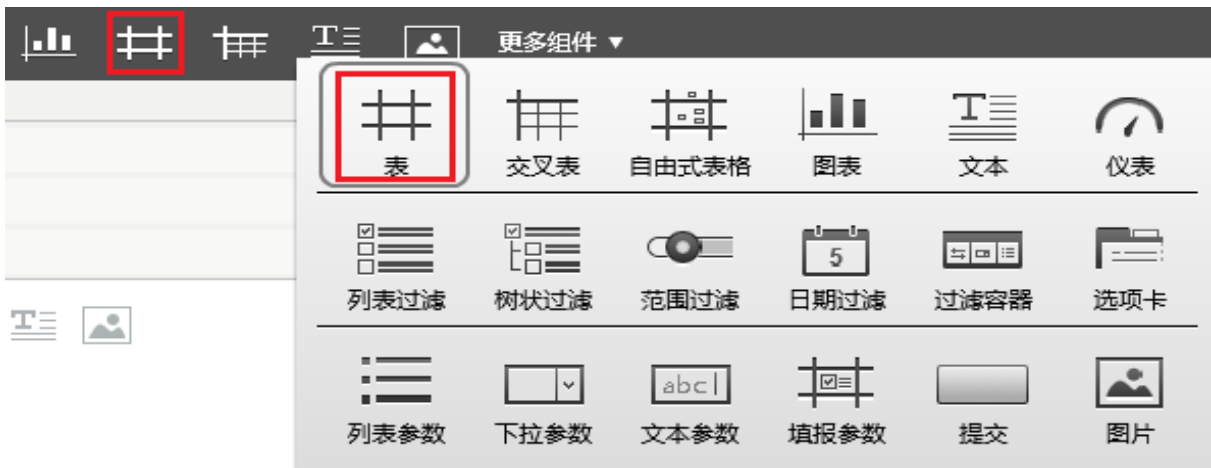 更多组件 ▼
表 交叉表 自由式表格 图表 文本 仪表
5
列表过滤 树状过滤 范围过滤 日期过滤 过滤容器 选项卡
abc
列表参数 下拉参数 文本参数 填报参数 提交 图片